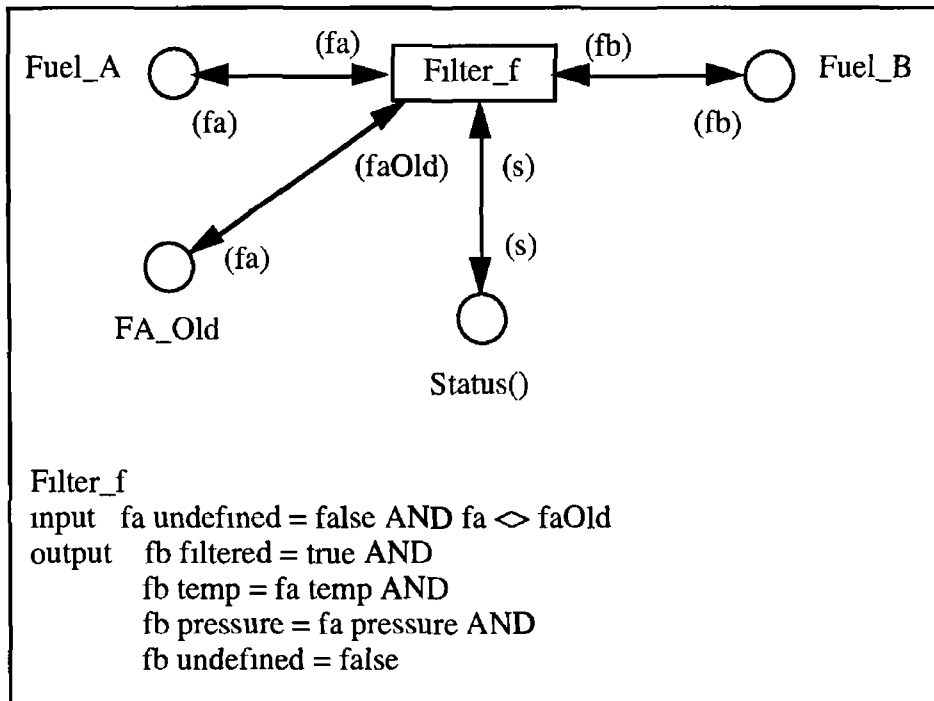 (fa)
(fb)
Fuel_A
Filter_f
Fuel_B
(fa)
(fb)
(faOld)
(s)
(fa)
(s)
FA_Old
Status()
Filter_f
input fa undefined = false AND fa <> faOld
output fb filtered = true AND
fb temp = fa temp AND
fb pressure = fa pressure AND
fb undefined = false